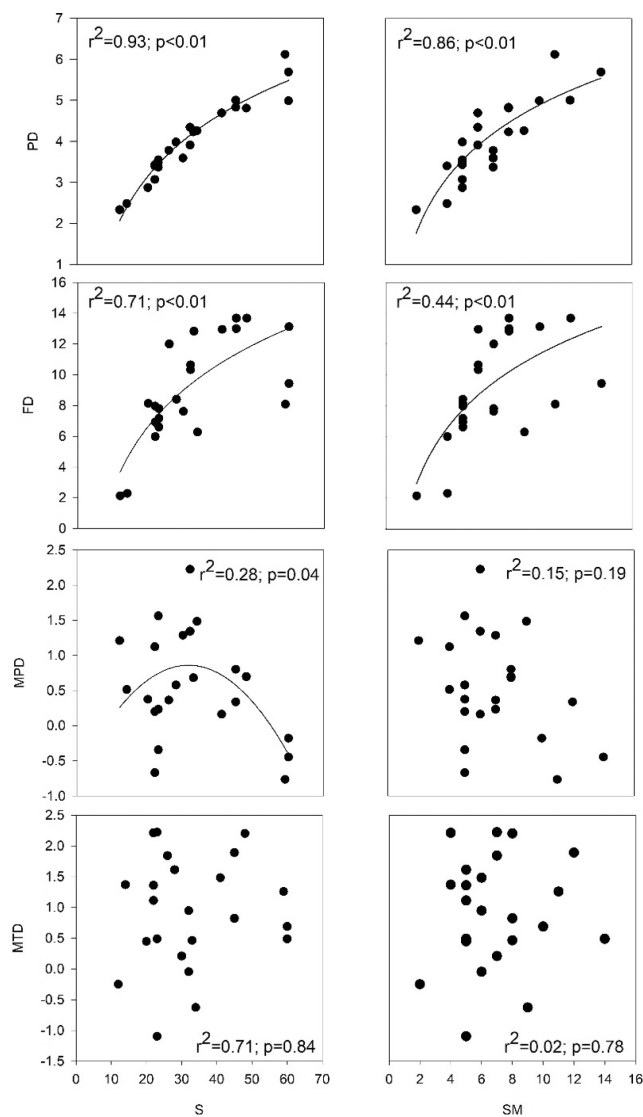 r2=0.93; p<0.01
r2=0.86; p<0.01
7
6
5
4
3
2
1
PD
r2=0.71; p<0.01
r2=0.44; p<0.01
16
14
12
10
8
6
4
2
0
FD
r2=0.28; p=0.04
r2=0.15; p=0.19
2.5
2.0
1.5
1.0
0.5
0.0
-0.5
-1.0
MPD
2.5
2.0
1.5
1.0
0.5
0.0
-0.5
-1.0
-1.5
MTD
r2=0.71; p=0.84
r2=0.02; p=0.78
0 10 20 30 40 50 60 70
2 4 6 8 10 12 14 16
S
SM